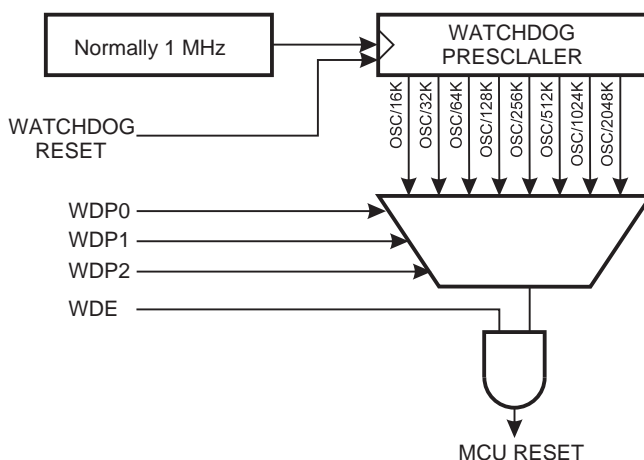 Normally 1 MHz
WATCHDOG
PRESCLALER
WATCHDOG
RESET
OSC/16K
OSC/32K
OSC/64K
OSC/128K
OSC/256K
OSC/512K
OSC/1024K
OSC/2048K
WDP0
WDP1
WDP2
WDE
MCU RESET